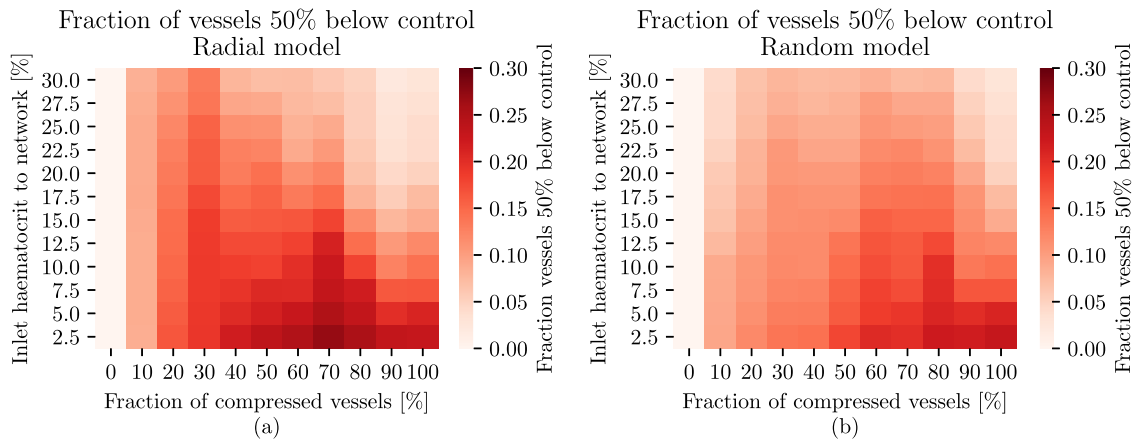 Fraction of vessels 50% below control
Radial model
Inlet haematocrit to network [%]
30.0
27.5
25.0
22.5
20.0
17.5
15.0
12.5
10.0
7.5
5.0
2.5
0 10 20 30 40 50 60 70 80 90 100
Fraction of compressed vessels [%]
(a)
0.30
0.25
0.20
0.15
0.10
0.05
0.00
Fraction vessels 50% below control
Fraction of vessels 50% below control
Random model
Inlet haematocrit to network [%]
30.0
27.5
25.0
22.5
20.0
17.5
15.0
12.5
10.0
7.5
5.0
2.5
0 10 20 30 40 50 60 70 80 90 100
Fraction of compressed vessels [%]
(b)
0.30
0.25
0.20
0.15
0.10
0.05
0.00
Fraction vessels 50% below control